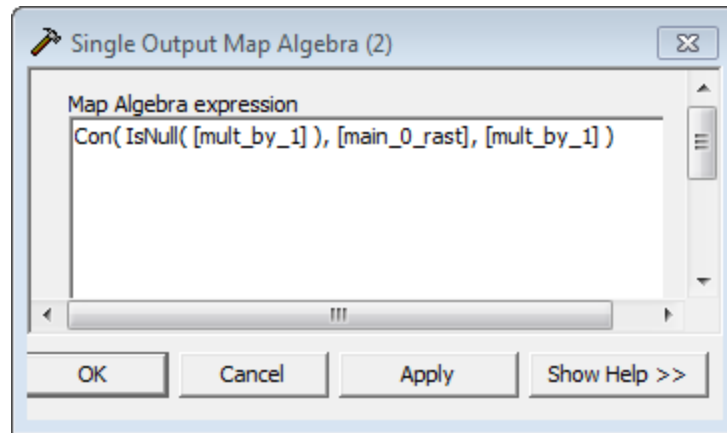 Single Output Map Algebra (2)
Map Algebra expression
Con( IsNull( [mult_by_1] ), [main_0_rast], [mult_by_1] )
OK
Cancel
Apply
Show Help >>